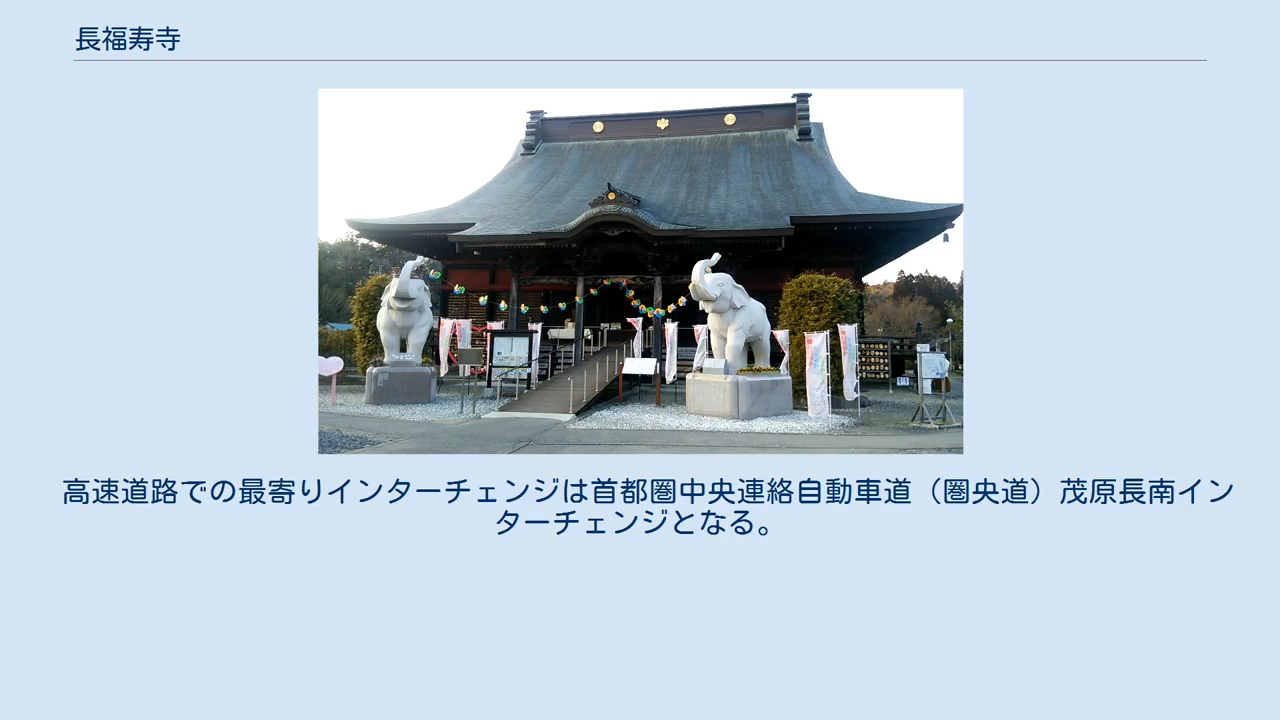 長福寿寺
高速道路での最寄りインターチェンジは首都圏中央連絡自動車道（圏央道）茂原長南イン
ターチェンジとなる。